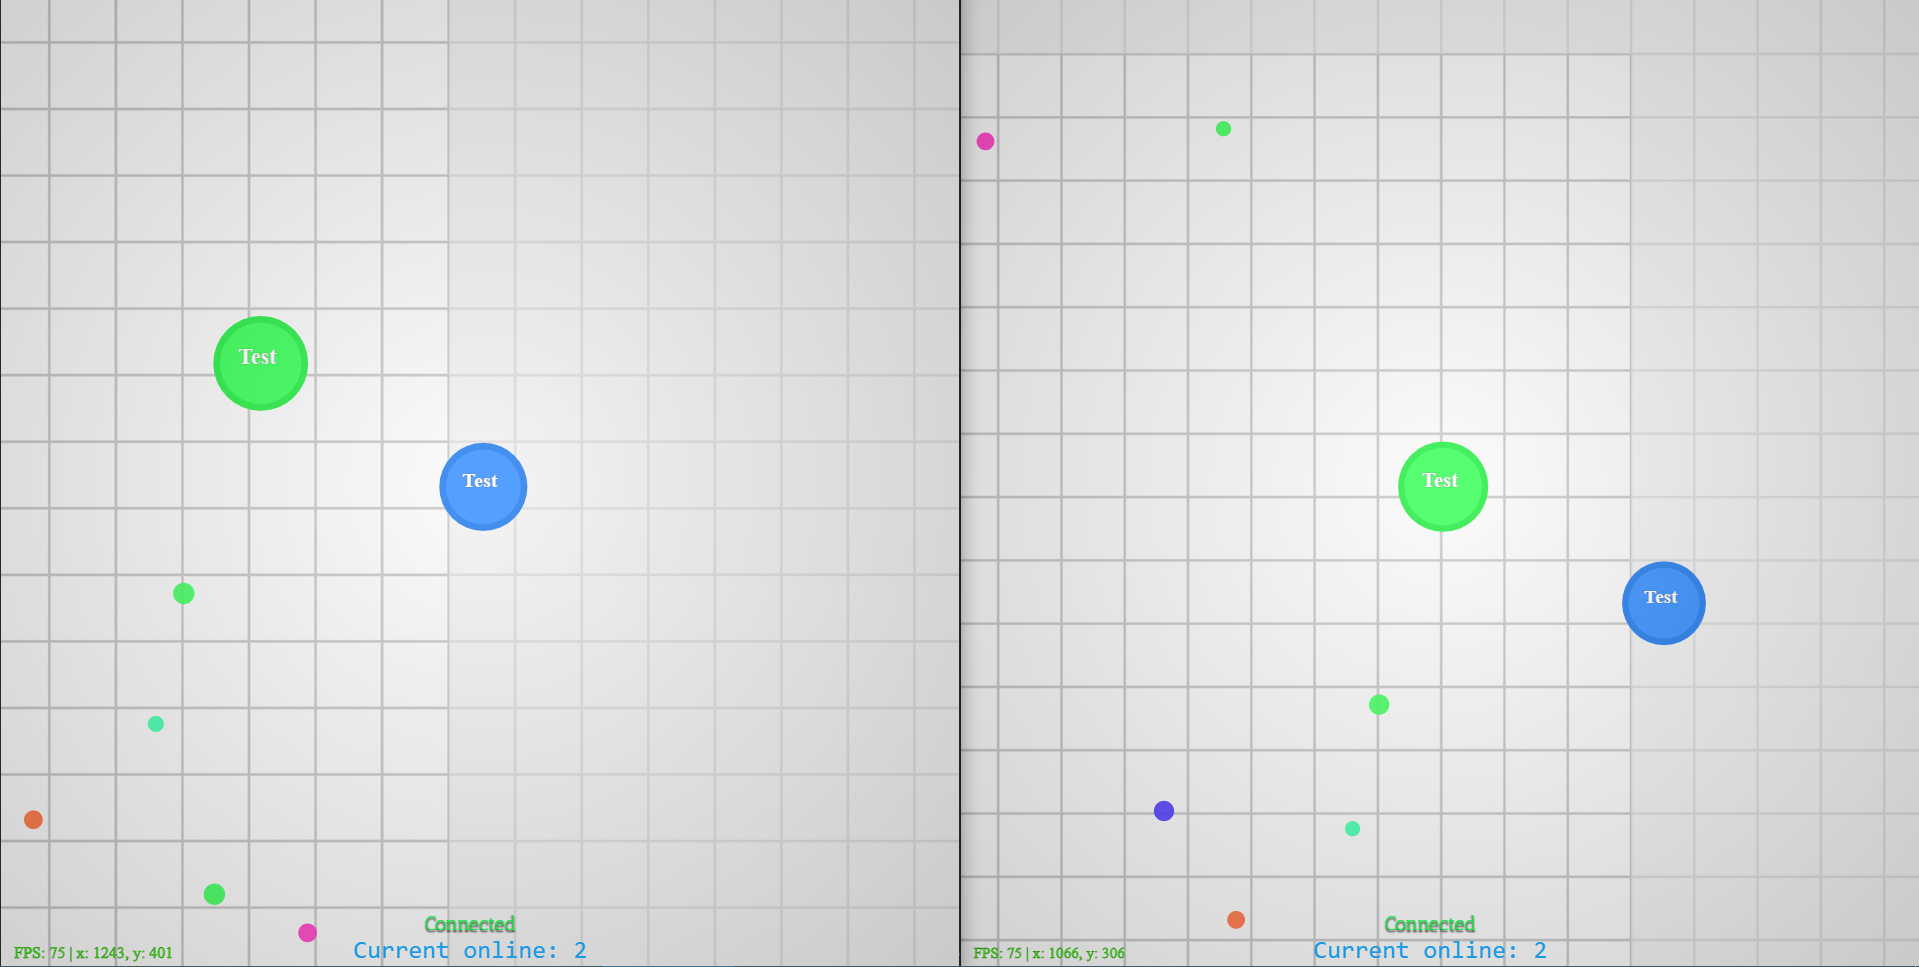 Test
Test
Connected
Current online: 2
FPS: 75 | x: 1243, y: 401
Test
Test
Connected
Current online: 2
FPS: 75 | x: 1066, y: 306